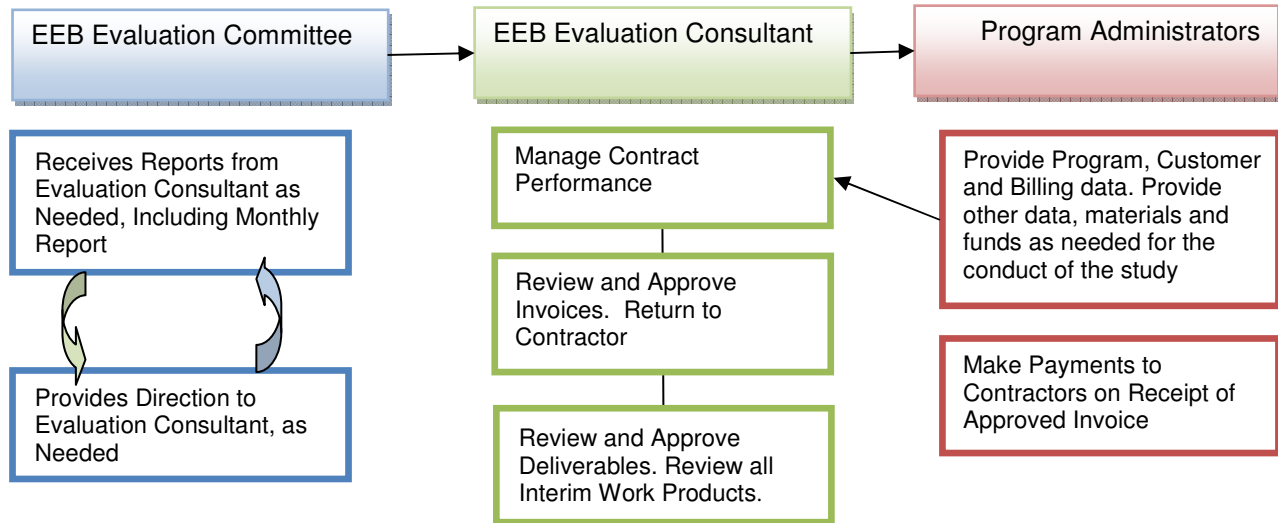 EEB Evaluation Committee
EEB Evaluation Consultant
Program Administrators
Receives Reports from
Evaluation Consultant as
Needed, Including Monthly
Report
Provides Direction to
Evaluation Consultant, as
Needed
Manage Contract
Performance
Review and Approve
Invoices.  Return to
Contractor
Review and Approve
Deliverables. Review all
Interim Work Products.
Provide Program, Customer
and Billing data. Provide
other data, materials and
funds as needed for the
conduct of the study
Make Payments to
Contractors on Receipt of
Approved Invoice